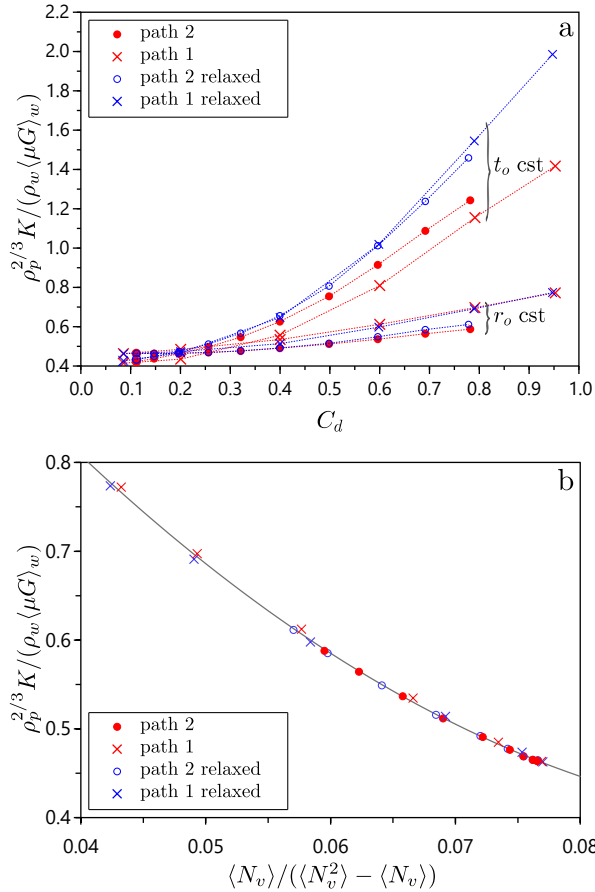 a
path 2
path 1
path 2 relaxed
path 1 relaxed
ρ_p^{2/3} K/(ρ_w⟨μG⟩_w)
2.2
2.0
1.8
1.6
1.4
1.2
1.0
0.8
0.6
0.4
t_o cst
r_o cst
0.0 0.1 0.2 0.3 0.4 0.5 0.6 0.7 0.8 0.9 1.0
C_d
b
ρ_p^{2/3} K/(ρ_w⟨μG⟩_w)
0.8
0.7
0.6
0.5
0.4
path 2
path 1
path 2 relaxed
path 1 relaxed
0.04 0.05 0.06 0.07 0.08
⟨N_v⟩/(⟨N_v^2⟩ − ⟨N_v⟩)